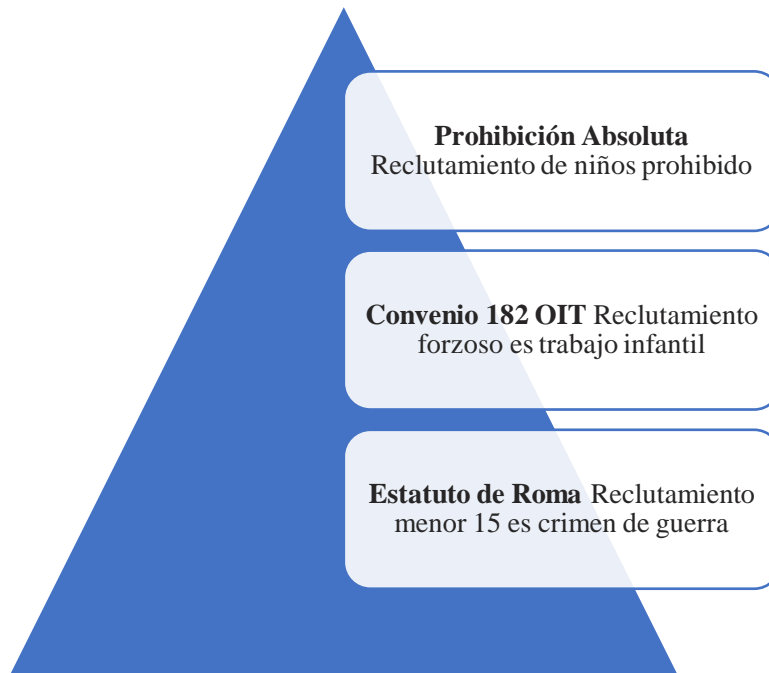 Prohibición Absoluta
Reclutamiento de niños prohibido
Convenio 182 OIT Reclutamiento
forzoso es trabajo infantil
Estatuto de Roma Reclutamiento
menor 15 es crimen de guerra